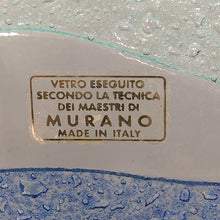 VETRO ESEGUITO
SECONDO LA TECNICA
DEI MAESTRI DI
MURANO
MADE IN ITALY